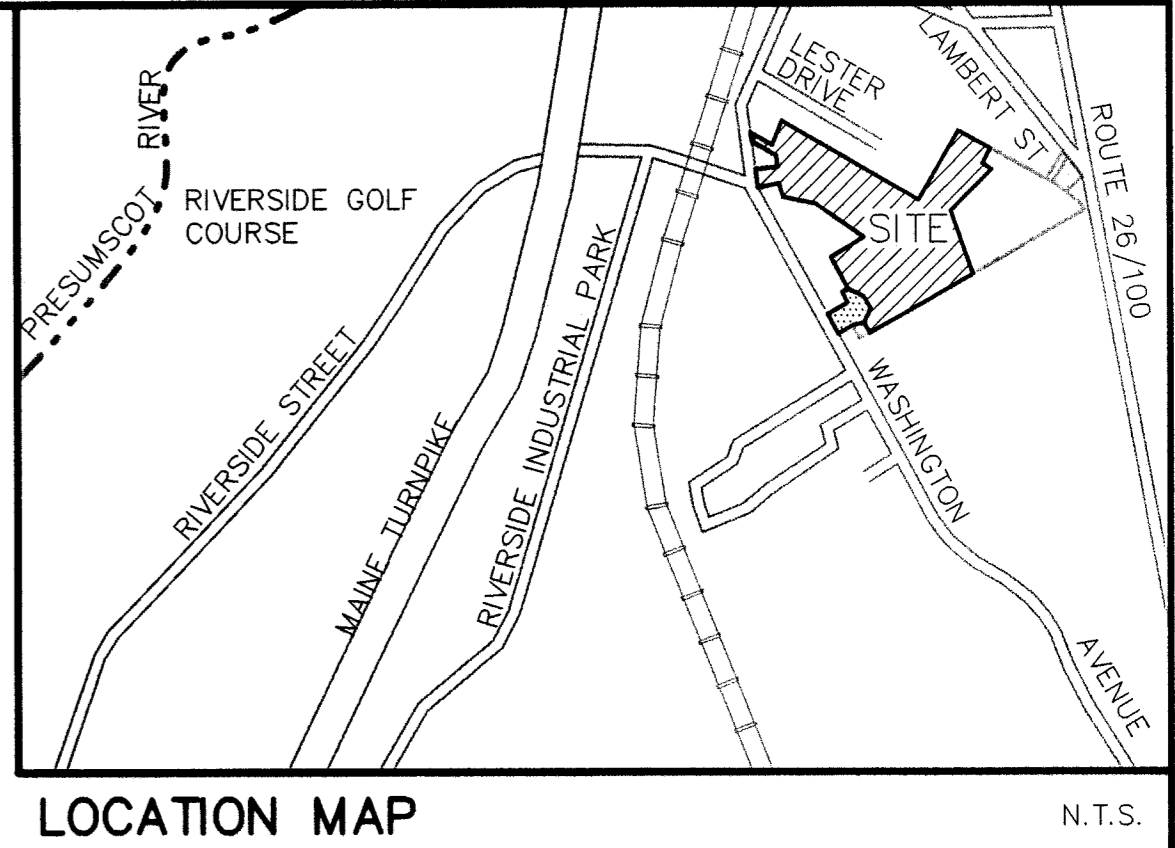 PRESUMSCOT RIVER
RIVERSIDE GOLF
COURSE
LESTER
DRIVE
LAMBERT ST
ROUTE 26/100
SITE
RIVERSIDE STREET
MAINE TURNPIKE
RIVERSIDE INDUSTRIAL PARK
WASHINGTON AVENUE
LOCATION MAP
N.T.S.